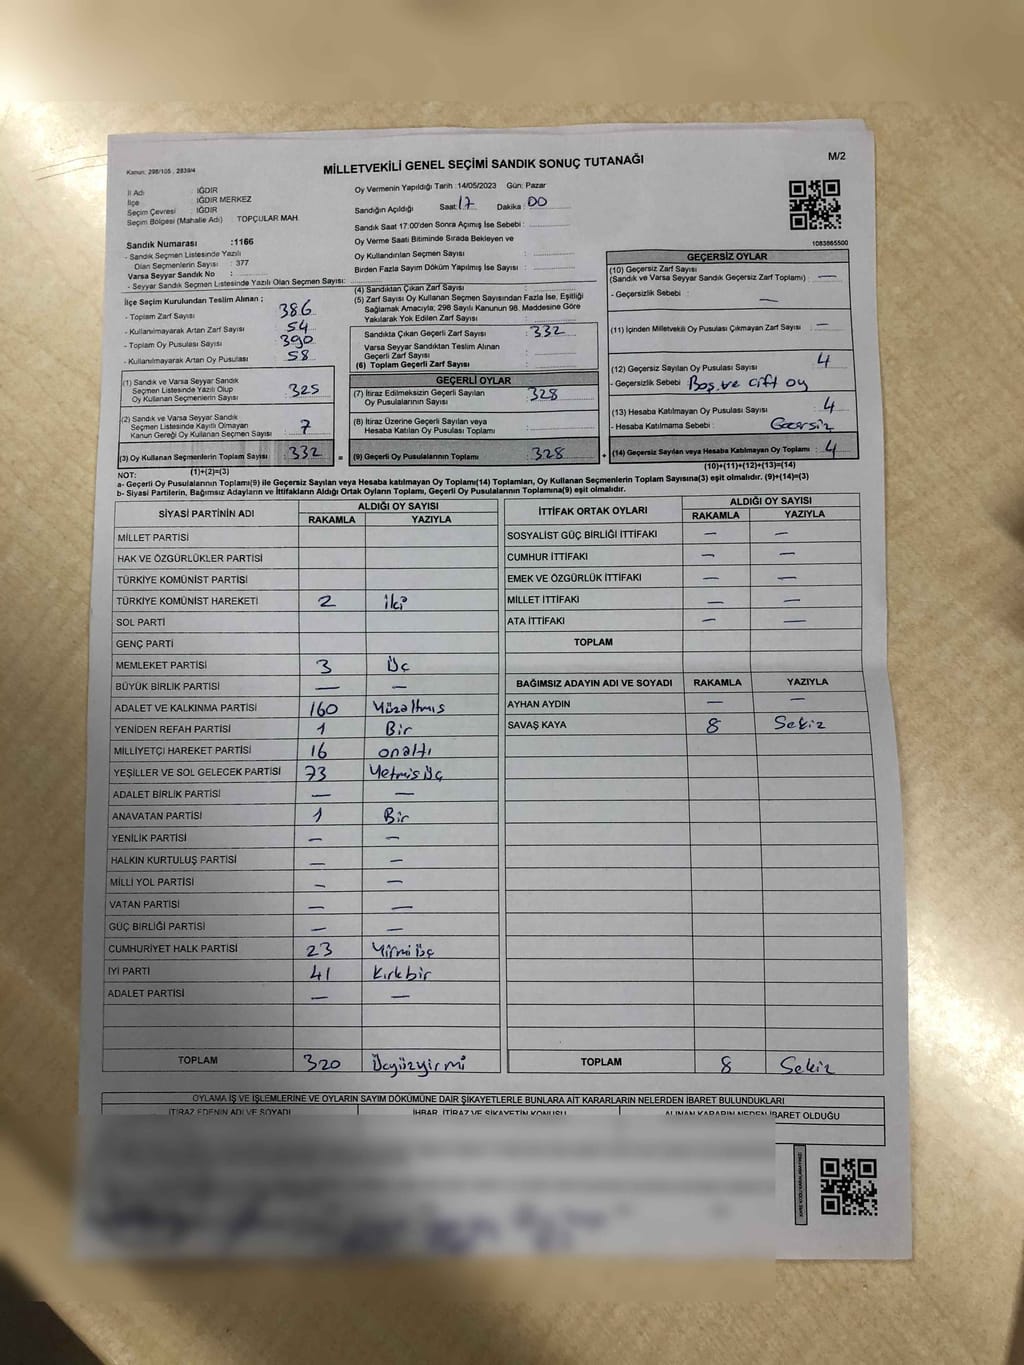 Kanun: 298/105 , 2839/4
MİLLETVEKİLİ GENEL SEÇİMİ SANDIK SONUÇ TUTANAĞI
M/2
İl Adı : IĞDIR
İlçe : IĞDIR MERKEZ
Seçim Çevresi : IĞDIR
Seçim Bölgesi (Mahalle Adı) TOPÇULAR MAH.
Sandık Numarası :1166
- Sandık Seçmen Listesinde Yazılı
Olan Seçmenlerin Sayısı : 377
Varsa Seyyar Sandık No :
- Seyyar Sandık Seçmen Listesinde Yazılı Olan Seçmen Sayısı:
Oy Vermenin Yapıldığı Tarih :14/05/2023 Gün: Pazar
Sandığın Açıldığı Saat:17 Dakika:00
Sandık Saat 17:00'den Sonra Açılmış İse Sebebi :
Oy Verme Saati Bitiminde Sırada Bekleyen ve
Oy Kullandırılan Seçmen Sayısı :
Birden Fazla Sayım Döküm Yapılmış İse Sayısı :
1083865500
İlçe Seçim Kurulundan Teslim Alınan ;
- Toplam Zarf Sayısı : 386
- Kullanılmayarak Artan Zarf Sayısı : 54
- Toplam Oy Pusulası Sayısı : 390
- Kullanılmayarak Artan Oy Pusulası : 58
(1) Sandık ve Varsa Seyyar Sandık
Seçmen Listesinde Yazılı Olup
Oy Kullanan Seçmenlerin Sayısı : 325
(2) Sandık ve Varsa Seyyar Sandık
Seçmen Listesinde Kayıtlı Olmayan
Kanun Gereği Oy Kullanan Seçmen Sayısı : 7
(3) Oy Kullanan Seçmenlerin Toplam Sayısı : 332
(1)+(2)=(3)
(4) Sandıktan Çıkan Zarf Sayısı :
(5) Zarf Sayısı Oy Kullanan Seçmen Sayısından Fazla İse, Eşitliği
Sağlamak Amacıyla; 298 Sayılı Kanunun 98. Maddesine Göre
Yakılarak Yok Edilen Zarf Sayısı :
Sandıkta Çıkan Geçerli Zarf Sayısı : 332
Varsa Seyyar Sandıktan Teslim Alınan
Geçerli Zarf Sayısı :
(6) Toplam Geçerli Zarf Sayısı :
GEÇERLİ OYLAR
(7) İtiraz Edilmeksizin Geçerli Sayılan
Oy Pusulalarının Sayısı : 328
(8) İtiraz Üzerine Geçerli Sayılan veya
Hesaba Katılan Oy Pusulası Toplamı :
= (9) Geçerli Oy Pusulalarının Toplamı : 328 +
GEÇERSİZ OYLAR
(10) Geçersiz Zarf Sayısı
(Sandık ve Varsa Seyyar Sandık Geçersiz Zarf Toplamı) : —
- Geçersizlik Sebebi : —
(11) İçinden Milletvekili Oy Pusulası Çıkmayan Zarf Sayısı : —
(12) Geçersiz Sayılan Oy Pusulası Sayısı : 4
- Geçersizlik Sebebi : Boş ve Çift oy
(13) Hesaba Katılmayan Oy Pusulası Sayısı : 4
- Hesaba Katılmama Sebebi :
(14) Geçersiz Sayılan veya Hesaba Katılmayan Oy Toplamı : 4
(10)+(11)+(12)+(13)=(14)
NOT:
a- Geçerli Oy Pusulaları Toplamı(9) ile Geçersiz Sayılan veya Hesaba katılmayan Oy Toplamı(14) Toplamları, Oy Kullanan Seçmenlerin Toplam Sayısına(3) eşit olmalıdır. (9)+(14)=(3)
b- Siyasi Partilerin, Bağımsız Adayların ve İttifakların Aldığı Ortak Oyların Toplamı, Geçerli Oy Pusulalarının Toplamına(9) eşit olmalıdır.
SİYASİ PARTİNİN ADI ALDIĞI OY SAYISI
RAKAMLA YAZIYLA
MİLLET PARTİSİ
HAK VE ÖZGÜRLÜKLER PARTİSİ
TÜRKİYE KOMÜNİST PARTİSİ
TÜRKİYE KOMÜNİST HAREKETİ 2 iki
SOL PARTİ
GENÇ PARTİ
MEMLEKET PARTİSİ 3 Üç
BÜYÜK BİRLİK PARTİSİ — —
ADALET VE KALKINMA PARTİSİ 160 Yüzaltmış
YENİDEN REFAH PARTİSİ 1 Bir
MİLLİYETÇİ HAREKET PARTİSİ 16 onaltı
YEŞİLLER VE SOL GELECEK PARTİSİ 73 Yetmişüç
ADALET BİRLİK PARTİSİ — —
ANAVATAN PARTİSİ 1 Bir
YENİLİK PARTİSİ — —
HALKIN KURTULUŞ PARTİSİ — —
MİLLİ YOL PARTİSİ — —
VATAN PARTİSİ — —
GÜÇ BİRLİĞİ PARTİSİ — —
CUMHURİYET HALK PARTİSİ 23 Yirmiüç
İYİ PARTİ 41 Kırkbir
ADALET PARTİSİ — —
TOPLAM 320 Üçyüzyirmi
İTTİFAK ORTAK OYLARI ALDIĞI OY SAYISI
RAKAMLA YAZIYLA
SOSYALİST GÜÇ BİRLİĞİ İTTİFAKI — —
CUMHUR İTTİFAKI — —
EMEK VE ÖZGÜRLÜK İTTİFAKI — —
MİLLET İTTİFAKI — —
ATA İTTİFAKI — —
TOPLAM
BAĞIMSIZ ADAYIN ADI VE SOYADI RAKAMLA YAZIYLA
AYHAN AYDIN — —
SAVAŞ KAYA 8 Sekiz
TOPLAM 8 Sekiz
OYLAMA İŞ VE İŞLEMLERİNE VE OYLARIN SAYIM DÖKÜMÜNE DAİR ŞİKAYETLERLE BUNLARA AİT KARARLARIN NELERDEN İBARET BULUNDUKLARI
İTİRAZ EDENİN ADI VE SOYADI İHBAR, İTİRAZ VE ŞİKAYETİN KONUSU ALINAN KARARIN NEDEN İBARET OLDUĞU